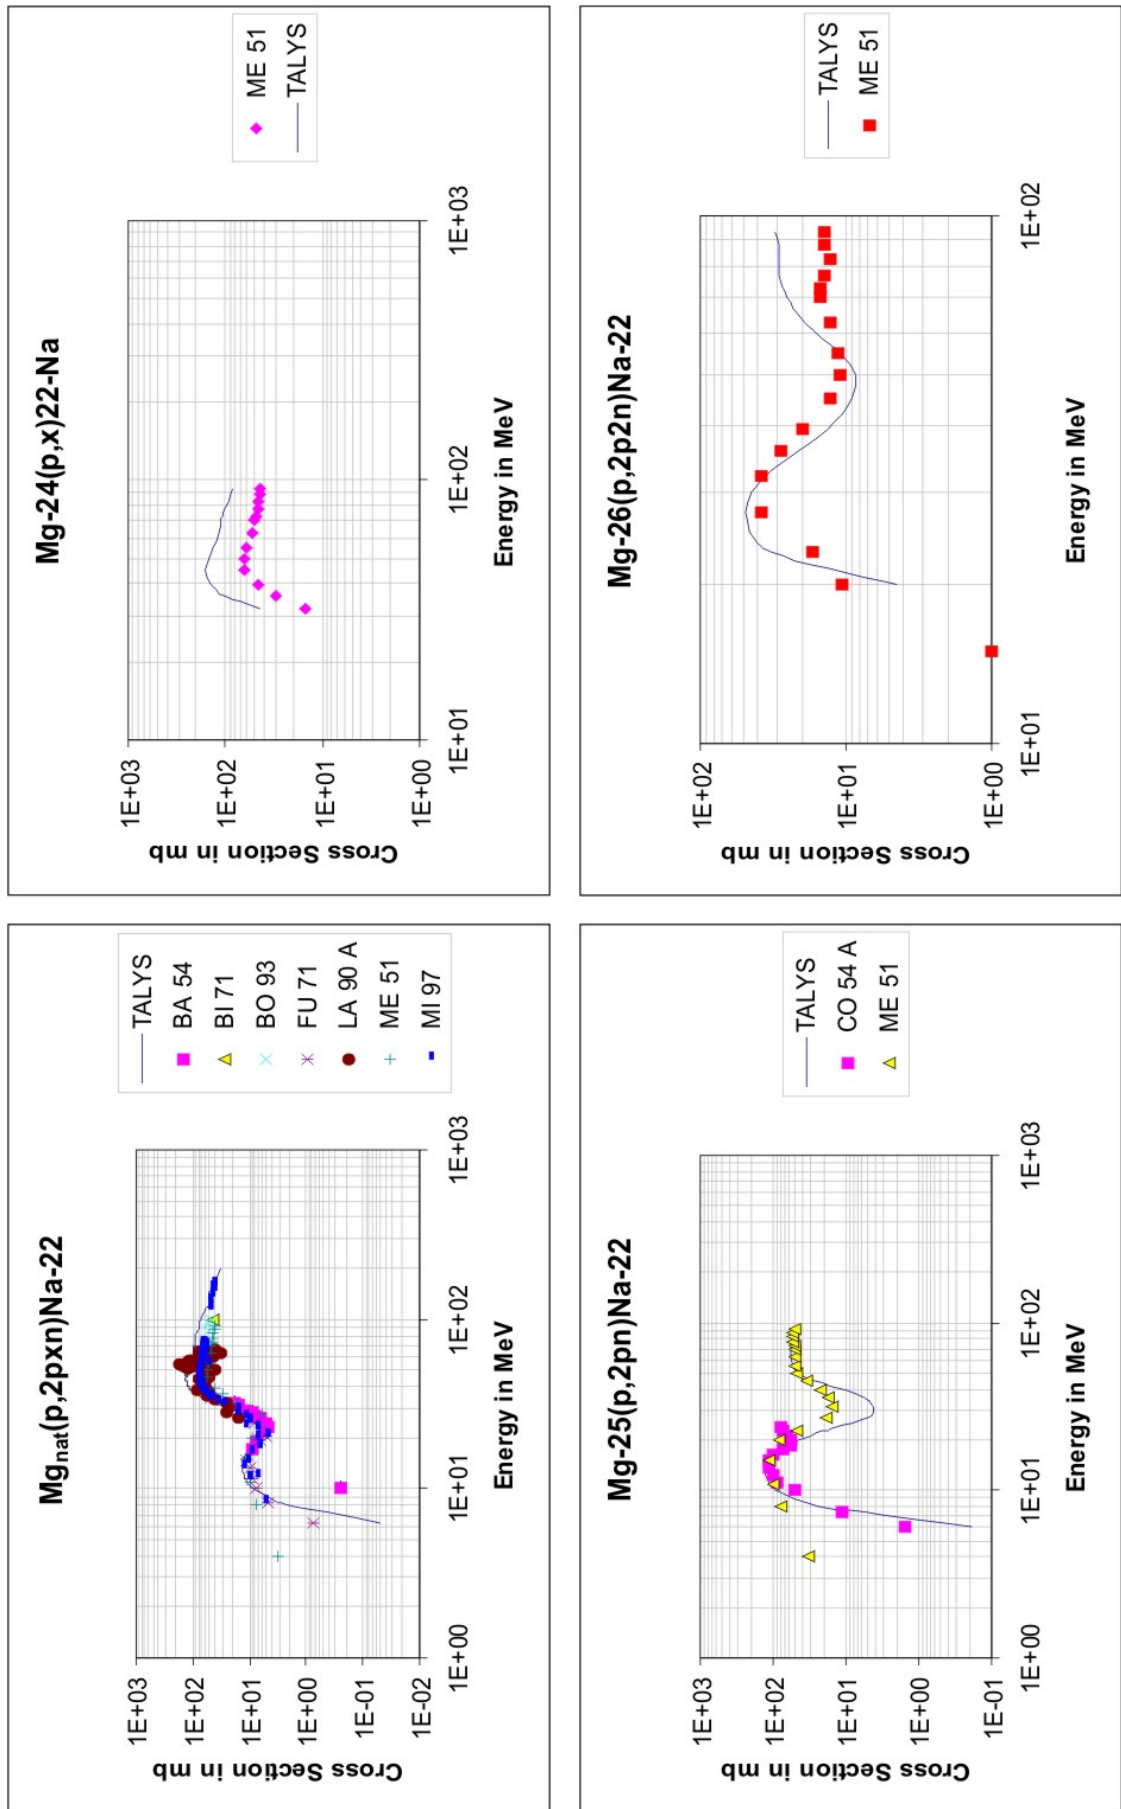 Mgnat(p,2pxn)Na-22
Cross Section in mb
1E+03
1E+02
1E+01
1E+00
1E-01
1E-02
1E+00
1E+01
1E+02
1E+03
Energy in MeV
TALYS
BA 54
BI 71
BO 93
FU 71
LA 90 A
ME 51
MI 97
Mg-24(p,x)22-Na
Cross Section in mb
1E+03
1E+02
1E+01
1E+00
1E+01
1E+02
1E+03
Energy in MeV
ME 51
TALYS
Mg-25(p,2pn)Na-22
Cross Section in mb
1E+03
1E+02
1E+01
1E+00
1E-01
1E+00
1E+01
1E+02
1E+03
Energy in MeV
TALYS
CO 54 A
ME 51
Mg-26(p,2p2n)Na-22
Cross Section in mb
1E+02
1E+01
1E+00
1E+01
1E+02
Energy in MeV
TALYS
ME 51